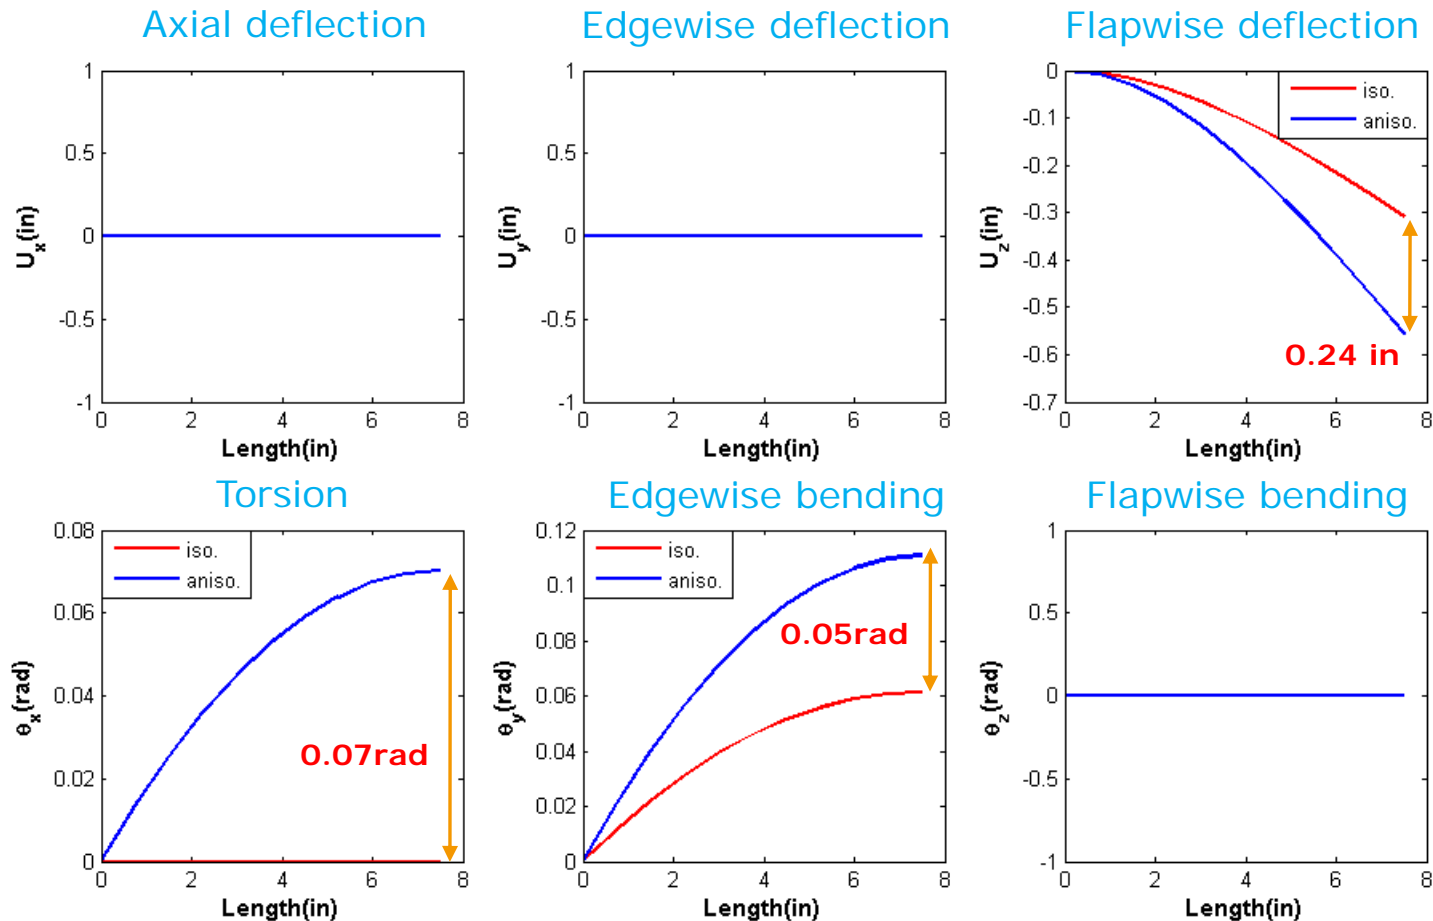 Axial deflection
Edgewise deflection
Flapwise deflection
1
0.5
0
-0.5
-1
0 2 4 6 8
U_x(in)
Length(in)
1
0.5
0
-0.5
-1
0 2 4 6 8
U_y(in)
Length(in)
0
-0.1
-0.2
-0.3
-0.4
-0.5
-0.6
-0.7
0 2 4 6 8
U_z(in)
Length(in)
iso.
aniso.
0.24 in
Torsion
Edgewise bending
Flapwise bending
0.08
0.06
0.04
0.02
0
0 2 4 6 8
θ_x(rad)
Length(in)
iso.
aniso.
0.07rad
0.12
0.1
0.08
0.06
0.04
0.02
0
0 2 4 6 8
θ_y(rad)
Length(in)
iso.
aniso.
0.05rad
1
0.5
0
-0.5
-1
0 2 4 6 8
θ_z(rad)
Length(in)